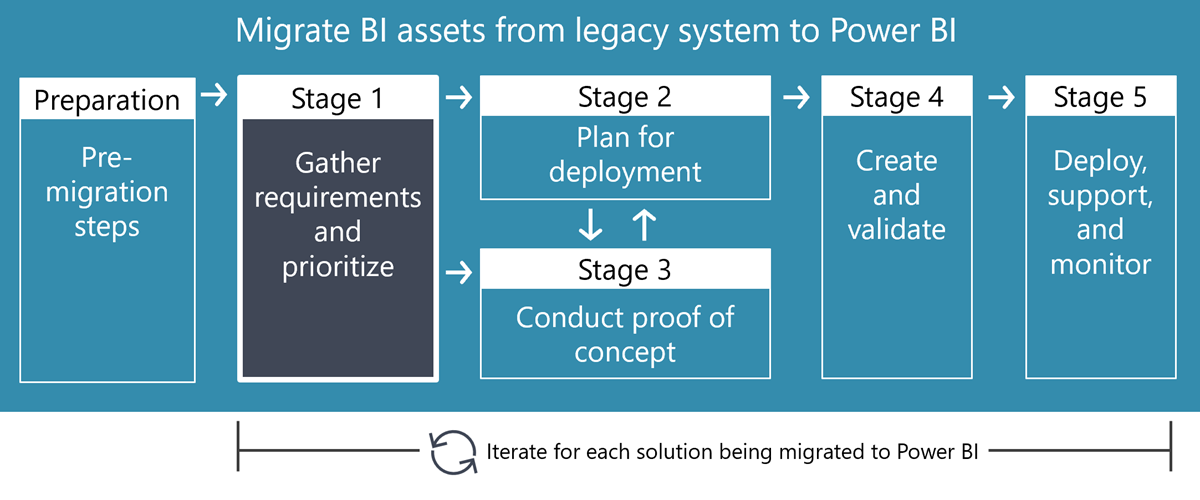 Migrate BI assets from legacy system to Power BI
Preparation
Pre-
migration
steps
Stage 1
Gather
requirements
and
prioritize
Stage 2
Plan for
deployment
Stage 3
Conduct proof of
concept
Stage 4
Create
and
validate
Stage 5
Deploy,
support,
and
monitor
Iterate for each solution being migrated to Power BI